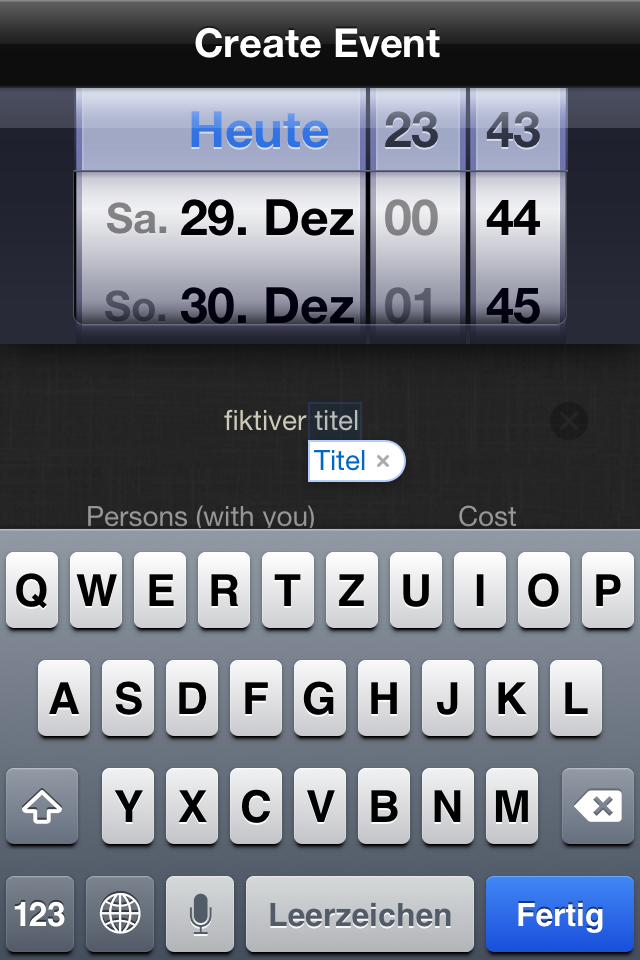 Create Event
Heute 23 43
Sa. 29. Dez 00 44
So. 30. Dez 01 45
fiktiver titel
Titel ×
Persons (with you) Cost
Q W E R T Z U I O P
A S D F G H J K L
Y X C V B N M
123 Leerzeichen Fertig